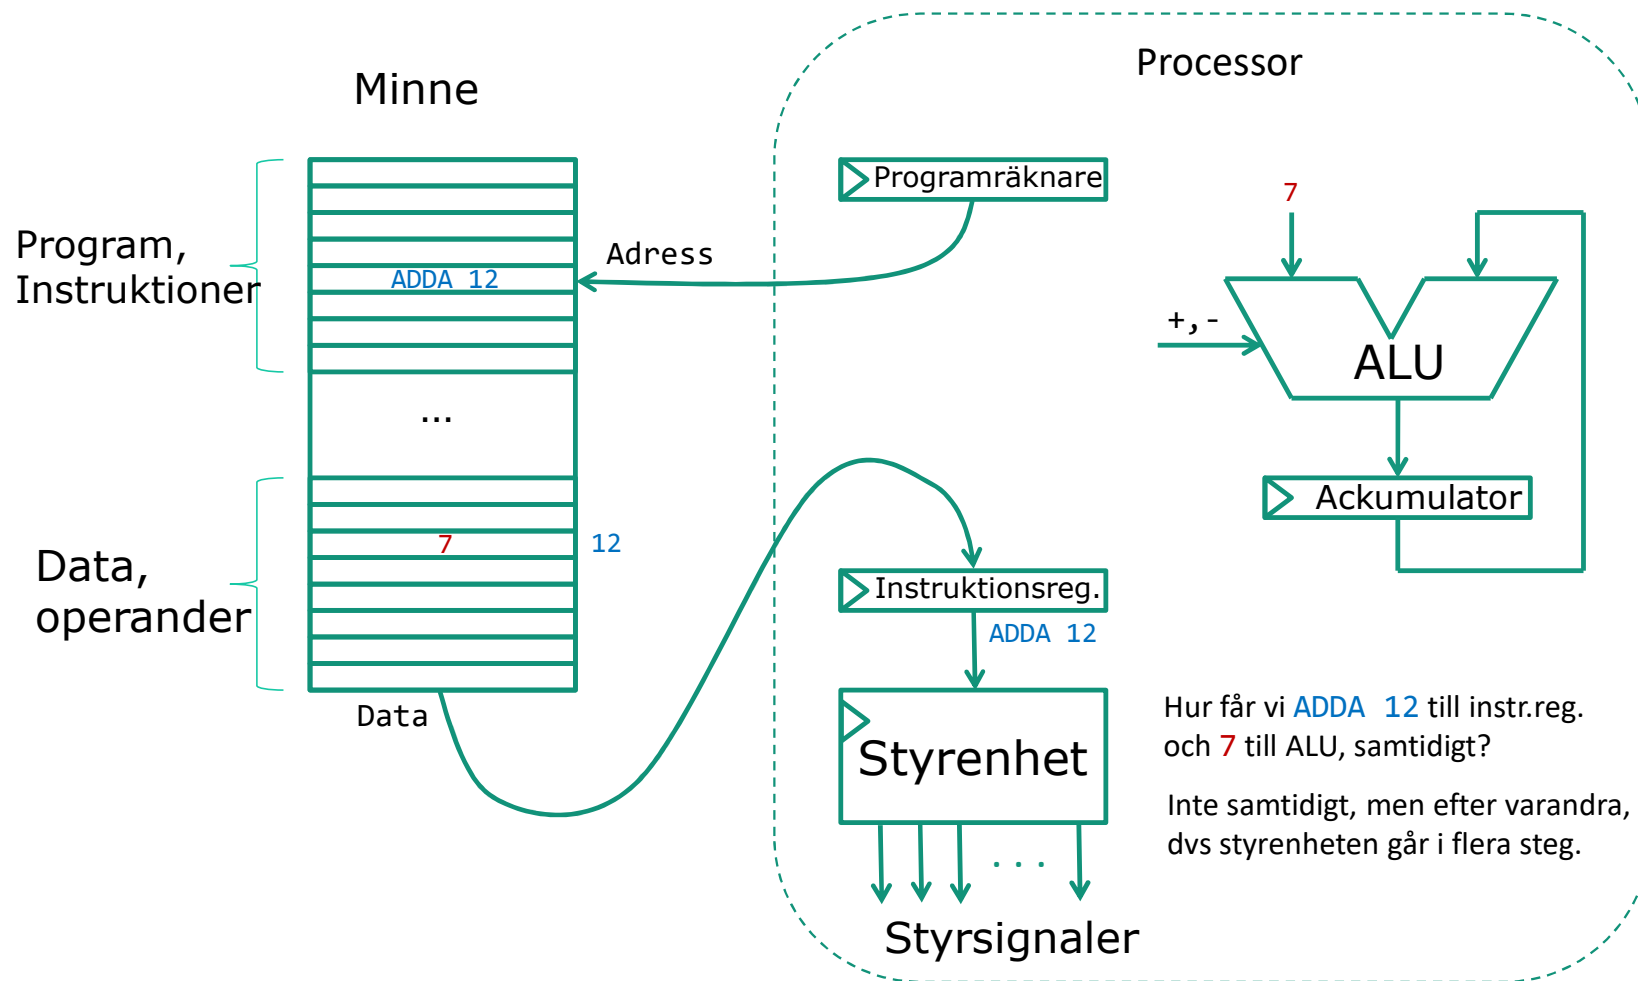 Minne
Processor
Program,
Instruktioner
ADDA 12
Adress
Programräknare
7
+,-
ALU
...
Ackumulator
Data,
operander
7
12
Instruktionsreg.
ADDA 12
Data
Styrenhet
...
Styrsignaler
Hur får vi ADDA 12 till instr.reg.
och 7 till ALU, samtidigt?
Inte samtidigt, men efter varandra,
dvs styrenheten går i flera steg.